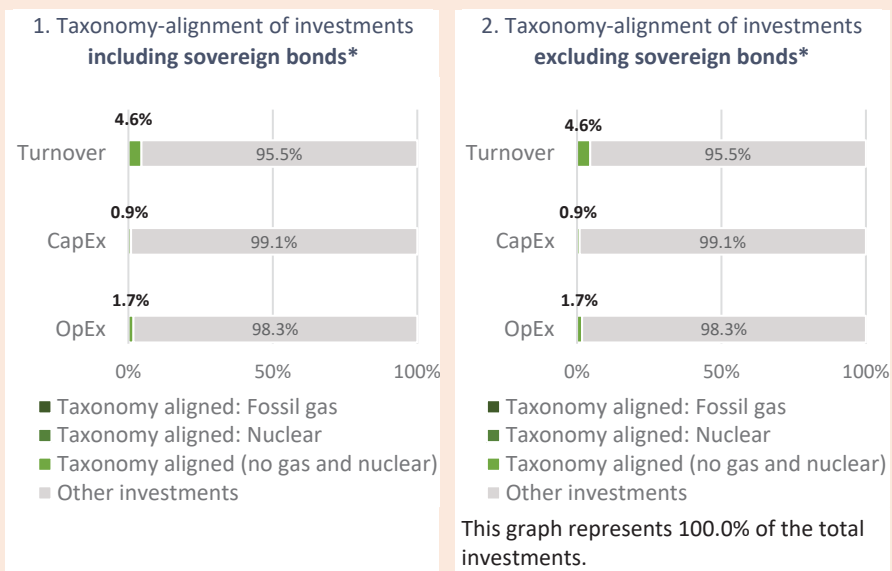 1. Taxonomy-alignment of investments
including sovereign bonds*
4.6%
Turnover
95.5%
0.9%
CapEx
99.1%
1.7%
OpEx
98.3%
0% 50% 100%
■ Taxonomy aligned: Fossil gas
■ Taxonomy aligned: Nuclear
■ Taxonomy aligned (no gas and nuclear)
■ Other investments
2. Taxonomy-alignment of investments
excluding sovereign bonds*
4.6%
Turnover
95.5%
0.9%
CapEx
99.1%
1.7%
OpEx
98.3%
0% 50% 100%
■ Taxonomy aligned: Fossil gas
■ Taxonomy aligned: Nuclear
■ Taxonomy aligned (no gas and nuclear)
■ Other investments
This graph represents 100.0% of the total
investments.